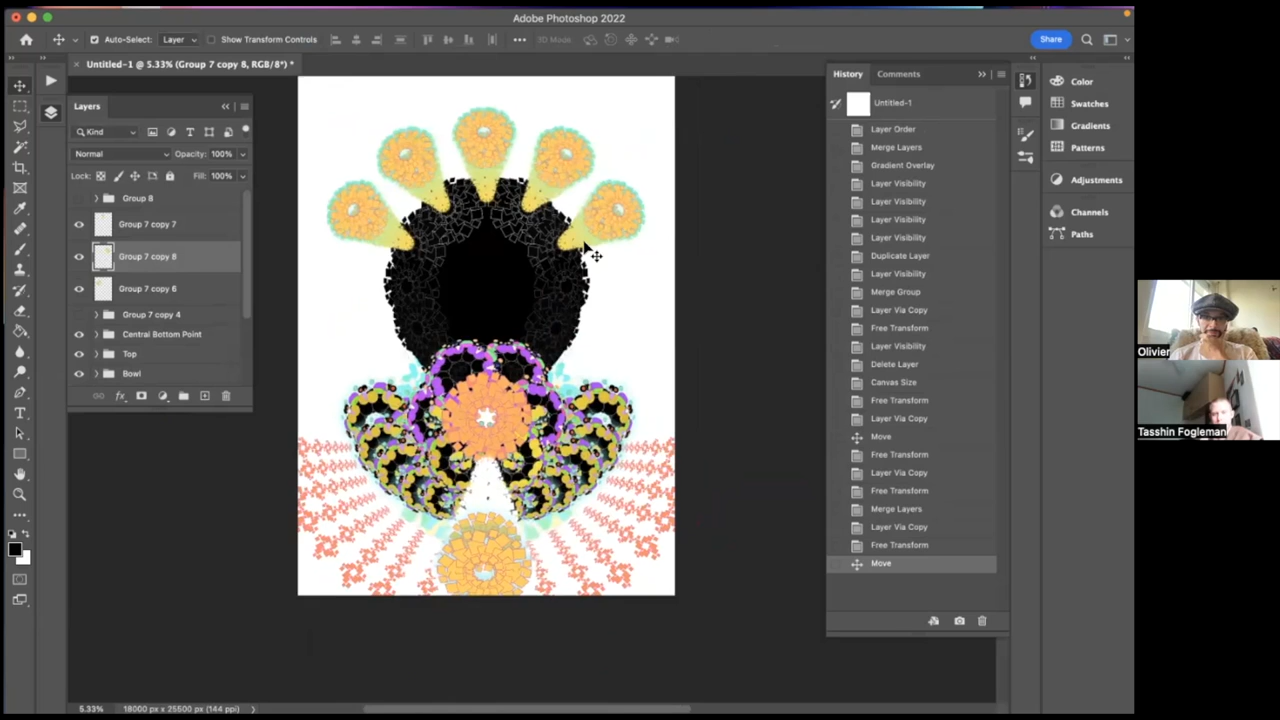 Adobe Photoshop 2022
Auto-Select: Layer Show Transform Controls 3D Mode: Share
Untitled-1 @ 5.33% (Group 7 copy 8, RGB/8*) *
Layers
Kind
Normal Opacity: 100%
Lock: Fill: 100%
Group 8
Group 7 copy 7
Group 7 copy 8
Group 7 copy 6
Group 7 copy 4
Central Bottom Point
Top
Bowl
fx
History Comments
Untitled-1
Layer Order
Merge Layers
Gradient Overlay
Layer Visibility
Layer Visibility
Layer Visibility
Layer Visibility
Duplicate Layer
Layer Visibility
Merge Group
Layer Via Copy
Free Transform
Layer Visibility
Delete Layer
Canvas Size
Free Transform
Layer Via Copy
Move
Free Transform
Layer Via Copy
Free Transform
Merge Layers
Layer Via Copy
Free Transform
Move
Color
Swatches
Gradients
Patterns
Adjustments
Channels
Paths
Olivier
Tasshin Fogleman
5.33% 18000 px x 25500 px (144 ppi)